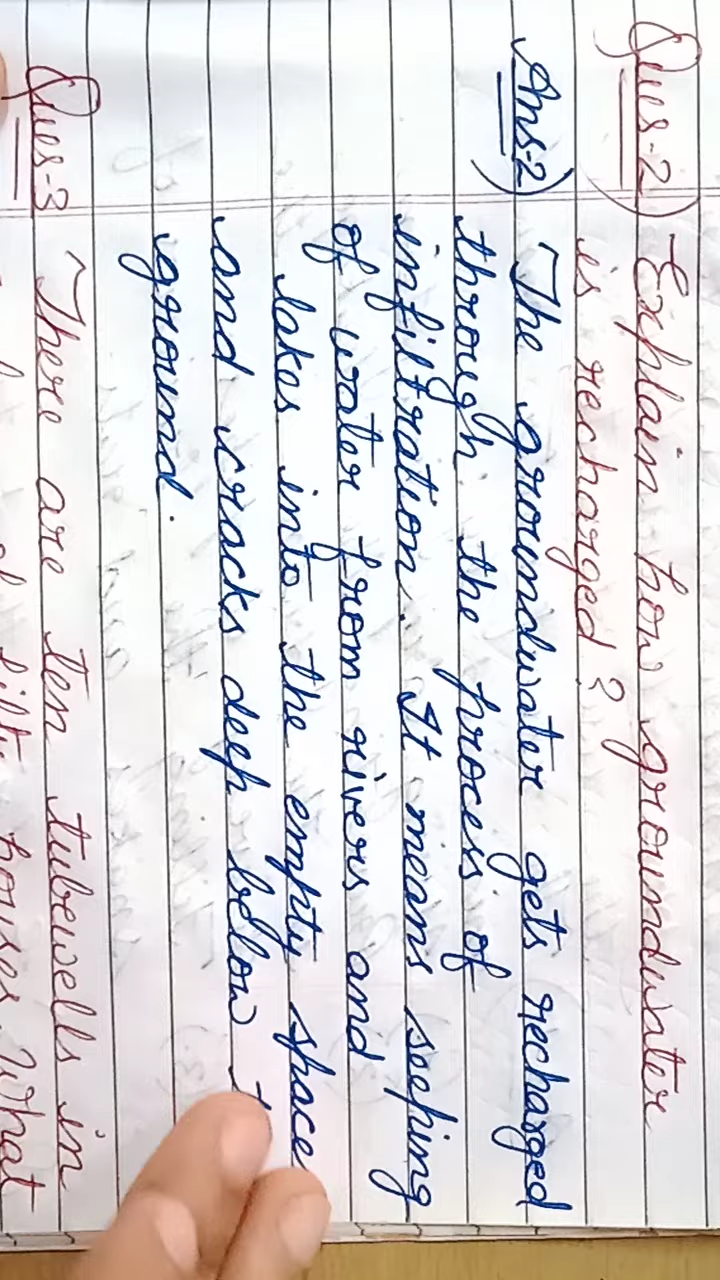 Ques-2) Explain how groundwater
is recharged?
Ans-2) The groundwater gets recharged
through the process of
infiltration. It means seeping
of water from rivers and
lakes into the empty space
and cracks deep below
ground.
Ques-3 There are ten tubewells in
houses. What